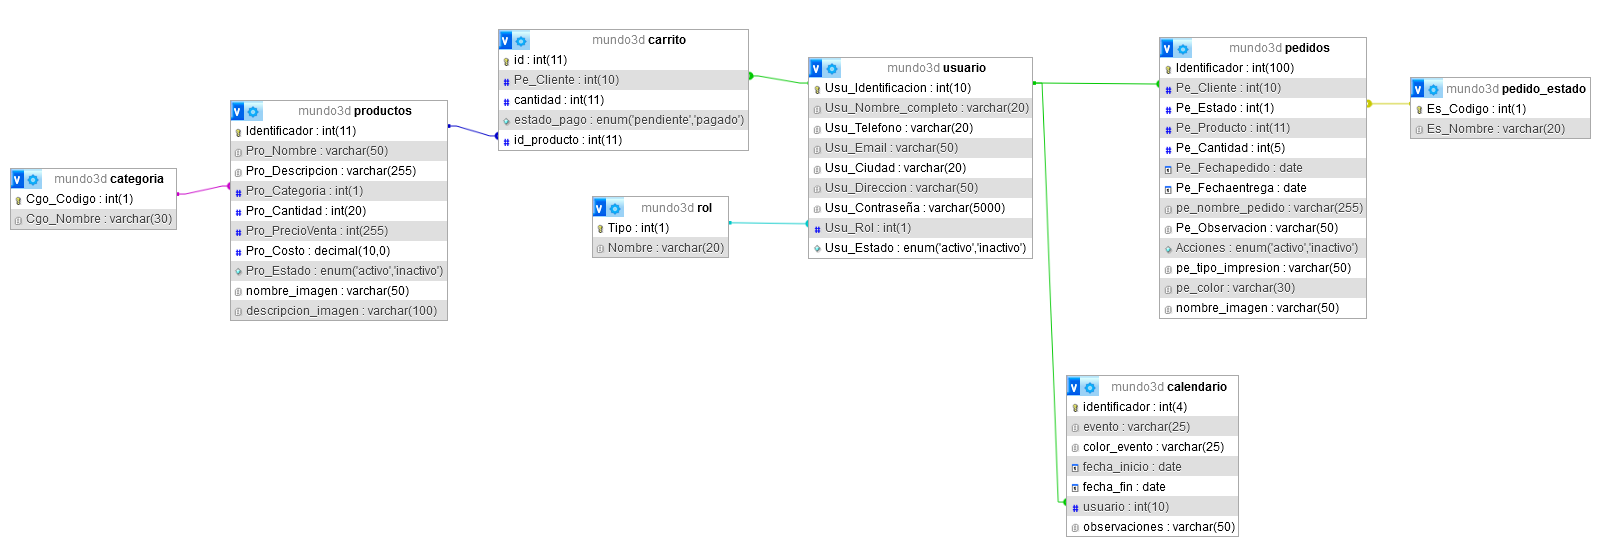 mundo3d categoria
Cgo_Codigo : int(1)
Cgo_Nombre : varchar(30)
mundo3d productos
Identificador : int(11)
Pro_Nombre : varchar(50)
Pro_Descripcion : varchar(255)
Pro_Categoria : int(1)
Pro_Cantidad : int(20)
Pro_PrecioVenta : int(255)
Pro_Costo : decimal(10,0)
Pro_Estado : enum('activo','inactivo')
nombre_imagen : varchar(50)
descripcion_imagen : varchar(100)
mundo3d carrito
id : int(11)
Pe_Cliente : int(10)
cantidad : int(11)
estado_pago : enum('pendiente','pagado')
id_producto : int(11)
mundo3d rol
Tipo : int(1)
Nombre : varchar(20)
mundo3d usuario
Usu_Identificacion : int(10)
Usu_Nombre_completo : varchar(20)
Usu_Telefono : varchar(20)
Usu_Email : varchar(50)
Usu_Ciudad : varchar(20)
Usu_Direccion : varchar(50)
Usu_Contraseña : varchar(5000)
Usu_Rol : int(1)
Usu_Estado : enum('activo','inactivo')
mundo3d pedidos
Identificador : int(100)
Pe_Cliente : int(10)
Pe_Estado : int(1)
Pe_Producto : int(11)
Pe_Cantidad : int(5)
Pe_Fechapedido : date
Pe_Fechaentrega : date
pe_nombre_pedido : varchar(255)
Pe_Observacion : varchar(50)
Acciones : enum('activo','inactivo')
pe_tipo_impresion : varchar(50)
pe_color : varchar(30)
nombre_imagen : varchar(50)
mundo3d pedido_estado
Es_Codigo : int(1)
Es_Nombre : varchar(20)
mundo3d calendario
identificador : int(4)
evento : varchar(25)
color_evento : varchar(25)
fecha_inicio : date
fecha_fin : date
usuario : int(10)
observaciones : varchar(50)